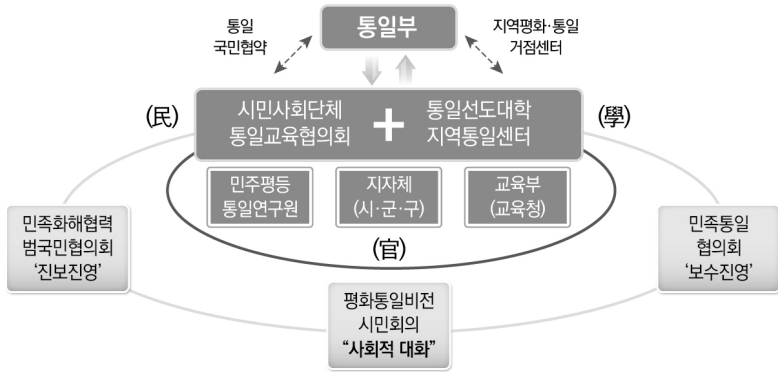 통일부
통일
국민협약
지역평화·통일
거점센터
(民)
시민사회단체
통일교육협의회
+
통일선도대학
지역통일센터
(學)
민주평등
통일연구원
지자체
(시·군·구)
교육부
(교육청)
(官)
민족화해협력
범국민협의회
‘진보진영’
민족통일
협의회
‘보수진영’
평화통일비전
시민회의
“사회적 대화”